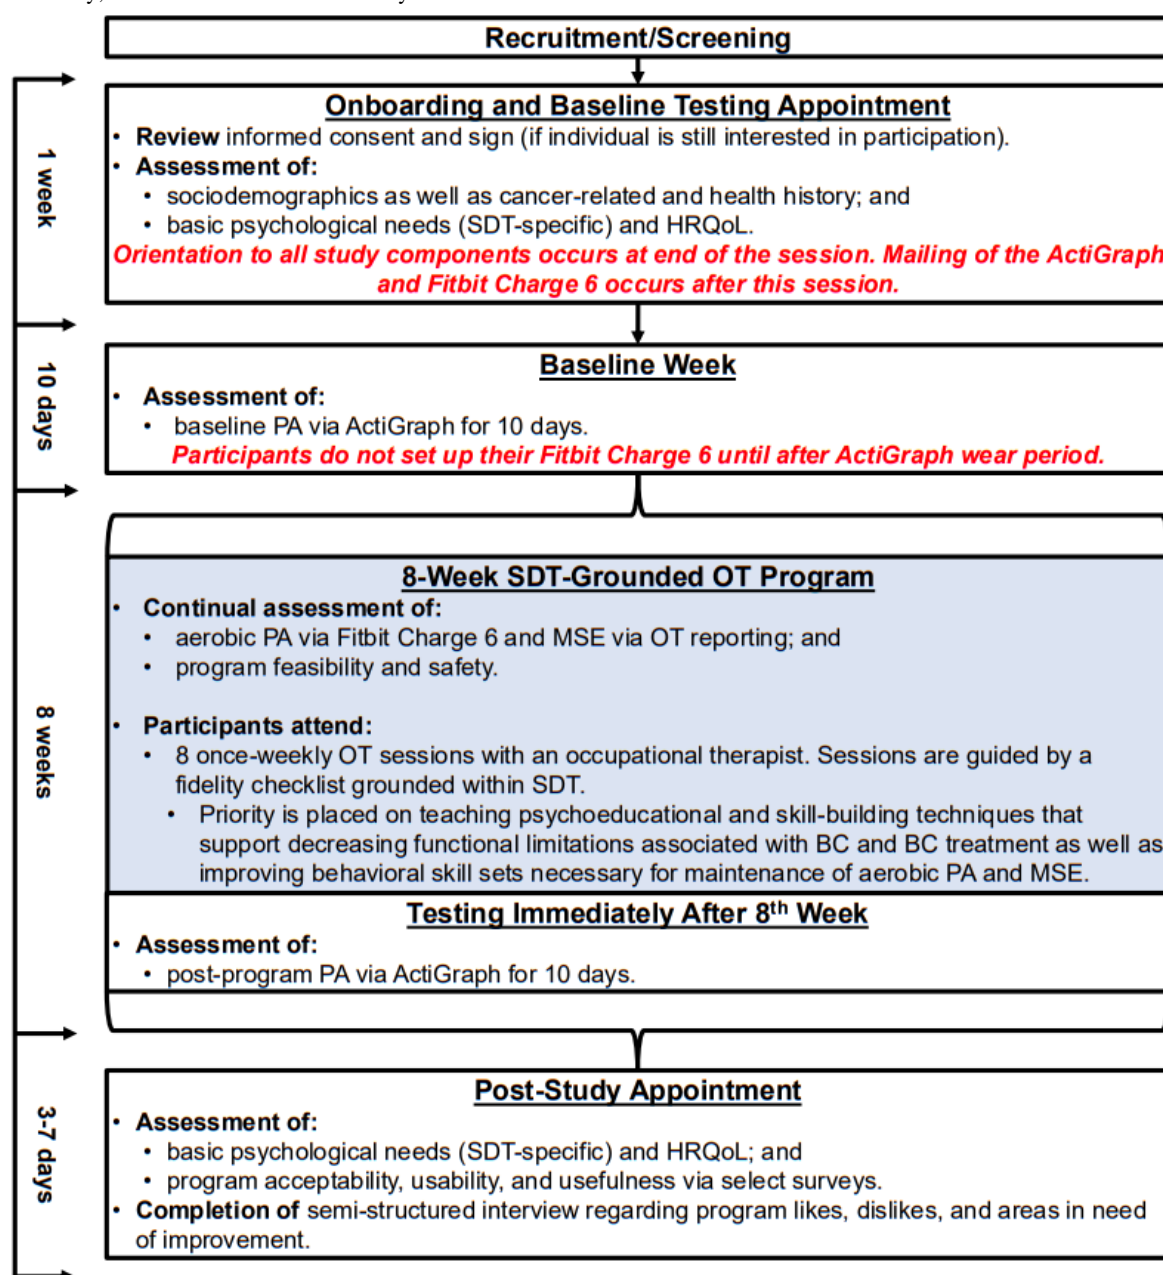 Recruitment/Screening
Onboarding and Baseline Testing Appointment
• Review informed consent and sign (if individual is still interested in participation).
• Assessment of:
• sociodemographics as well as cancer-related and health history; and
• basic psychological needs (SDT-specific) and HRQoL.
Orientation to all study components occurs at end of the session. Mailing of the ActiGraph
and Fitbit Charge 6 occurs after this session.
1 week
Baseline Week
• Assessment of:
• baseline PA via ActiGraph for 10 days.
Participants do not set up their Fitbit Charge 6 until after ActiGraph wear period.
10 days
8-Week SDT-Grounded OT Program
• Continual assessment of:
• aerobic PA via Fitbit Charge 6 and MSE via OT reporting; and
• program feasibility and safety.
• Participants attend:
• 8 once-weekly OT sessions with an occupational therapist. Sessions are guided by a
fidelity checklist grounded within SDT.
• Priority is placed on teaching psychoeducational and skill-building techniques that
support decreasing functional limitations associated with BC and BC treatment as well as
improving behavioral skill sets necessary for maintenance of aerobic PA and MSE.
Testing Immediately After 8th Week
• Assessment of:
• post-program PA via ActiGraph for 10 days.
8 weeks
Post-Study Appointment
• Assessment of:
• basic psychological needs (SDT-specific) and HRQoL; and
• program acceptability, usability, and usefulness via select surveys.
• Completion of semi-structured interview regarding program likes, dislikes, and areas in need
of improvement.
3-7 days